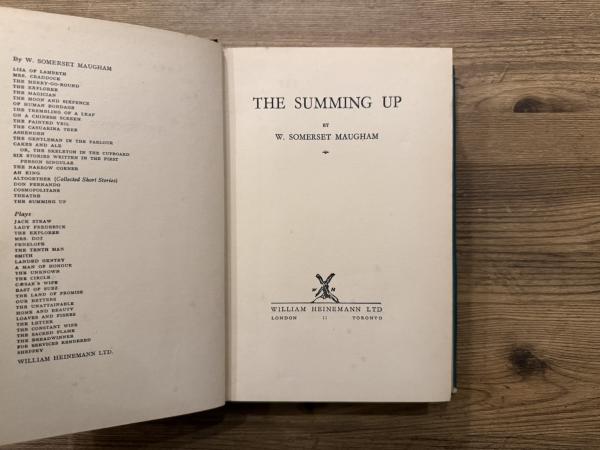 By W. SOMERSET MAUGHAM
LIZA OF LAMBETH
MRS. CRADDOCK
THE MERRY-GO-ROUND
THE EXPLORER
THE MAGICIAN
THE MOON AND SIXPENCE
OF HUMAN BONDAGE
THE TREMBLING OF A LEAF
ON A CHINESE SCREEN
THE PAINTED VEIL
THE CASUARINA TREE
ASHENDEN
THE GENTLEMAN IN THE PARLOUR
CAKES AND ALE
OR, THE SKELETON IN THE CUPBOARD
SIX STORIES WRITTEN IN THE FIRST
PERSON SINGULAR
THE NARROW CORNER
AH KING
ALTOGETHER (Collected Short Stories)
DON FERNANDO
COSMOPOLITANS
THEATRE
THE SUMMING UP
Plays
JACK STRAW
LADY FREDERICK
THE EXPLORER
MRS. DOT
PENELOPE
THE TENTH MAN
SMITH
LANDED GENTRY
A MAN OF HONOUR
THE UNKNOWN
THE CIRCLE
CÆSAR'S WIFE
EAST OF SUEZ
THE LAND OF PROMISE
OUR BETTERS
THE UNATTAINABLE
HOME AND BEAUTY
LOAVES AND FISHES
THE LETTER
THE CONSTANT WIFE
THE SACRED FLAME
THE BREADWINNER
FOR SERVICES RENDERED
SHEPPEY
WILLIAM HEINEMANN LTD.
THE SUMMING UP
BY
W. SOMERSET MAUGHAM
W H
WILLIAM HEINEMANN LTD
LONDON :: TORONTO